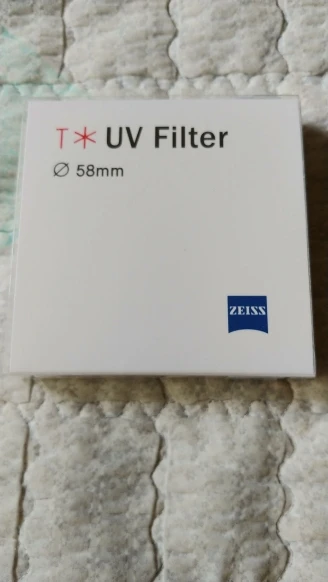 T* UV Filter
Ø 58mm
ZEISS